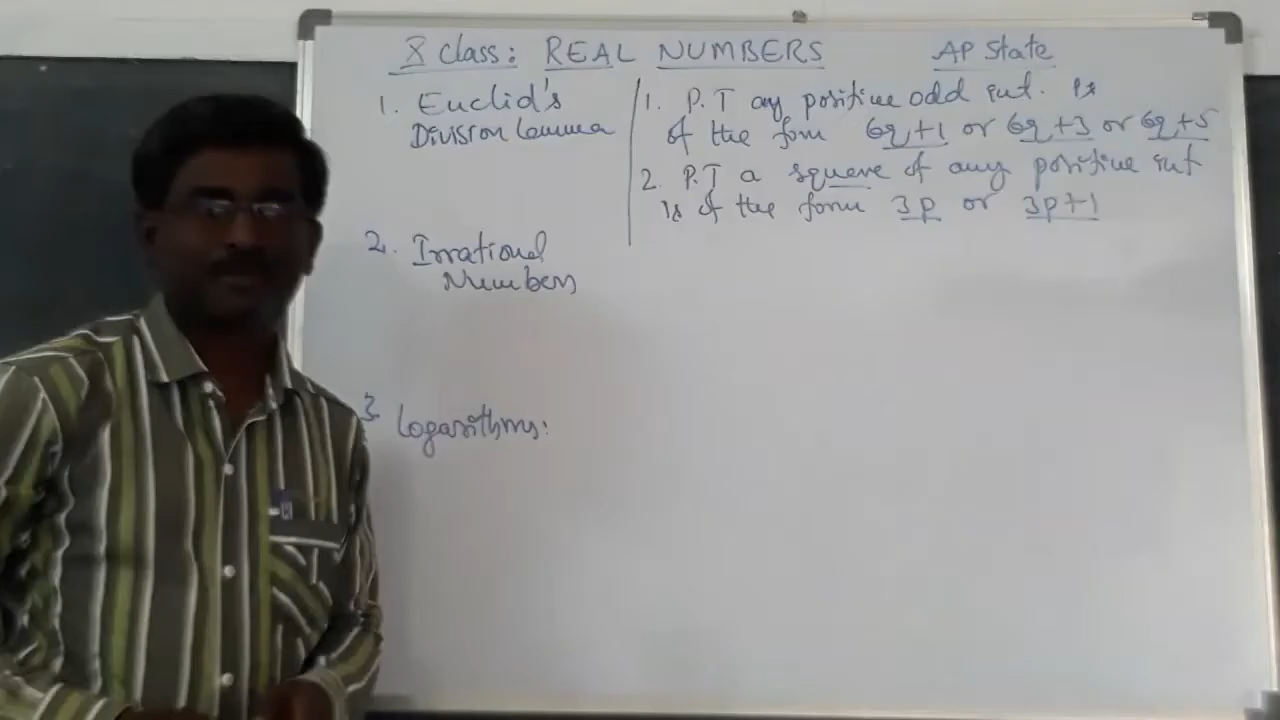 X Class: REAL NUMBERS AP State
1. Euclid's
Division Lemma
1. P.T any positive odd int. is
of the form 6q+1 or 6q+3 or 6q+5
2. P.T a square of any positive int
is of the form 3p or 3p+1
2. Irrational
Numbers
3. Logarithms: